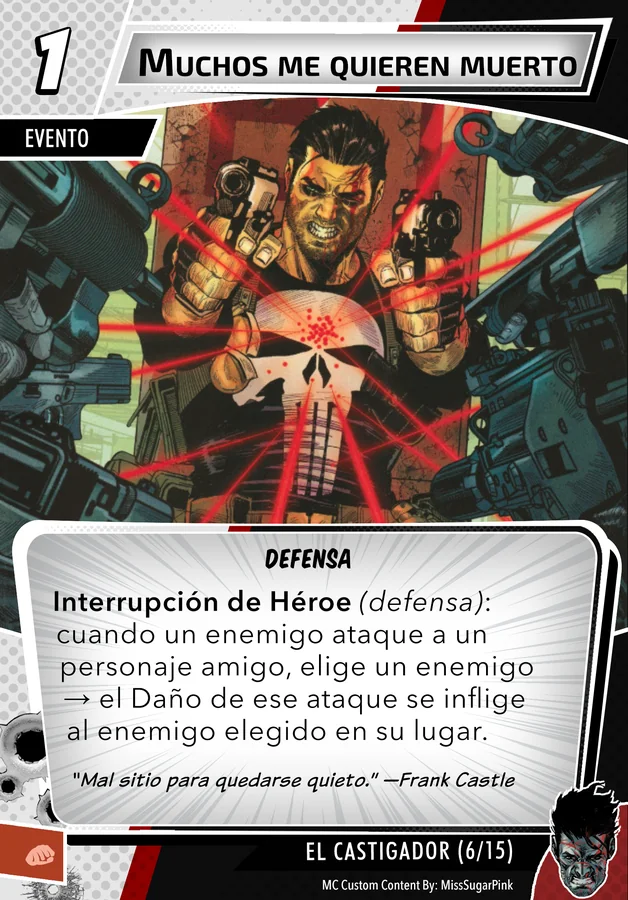 1
MUCHOS ME QUIEREN MUERTO
EVENTO
DEFENSA
Interrupción de Héroe (defensa):
cuando un enemigo ataque a un
personaje amigo, elige un enemigo
→ el Daño de ese ataque se inflige
al enemigo elegido en su lugar.
"Mal sitio para quedarse quieto." —Frank Castle
EL CASTIGADOR (6/15)
MC Custom Content By: MissSugarPink